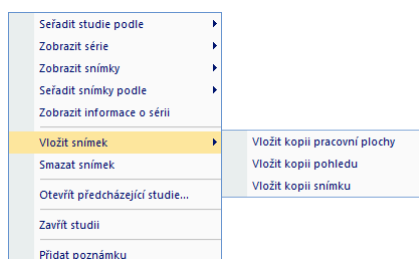 Seřadit studie podle
Zobrazit série
Zobrazit snímky
Seřadit snímky podle
Zobrazit informace o sérii
Vložit snímek
Smazat snímek
Otevřít předcházející studie...
Zavřít studii
Přidat poznámku
Vložit kopii pracovní plochy
Vložit kopii pohledu
Vložit kopii snímku